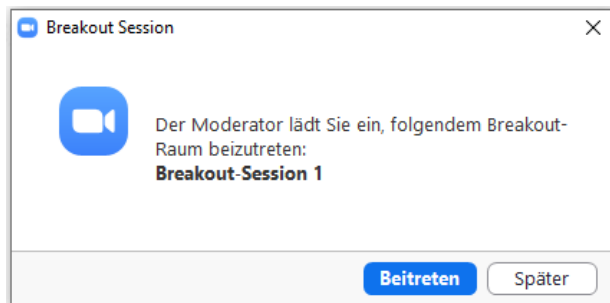 Breakout Session
Der Moderator lädt Sie ein, folgendem Breakout-
Raum beizutreten:
Breakout-Session 1
Beitreten
Später